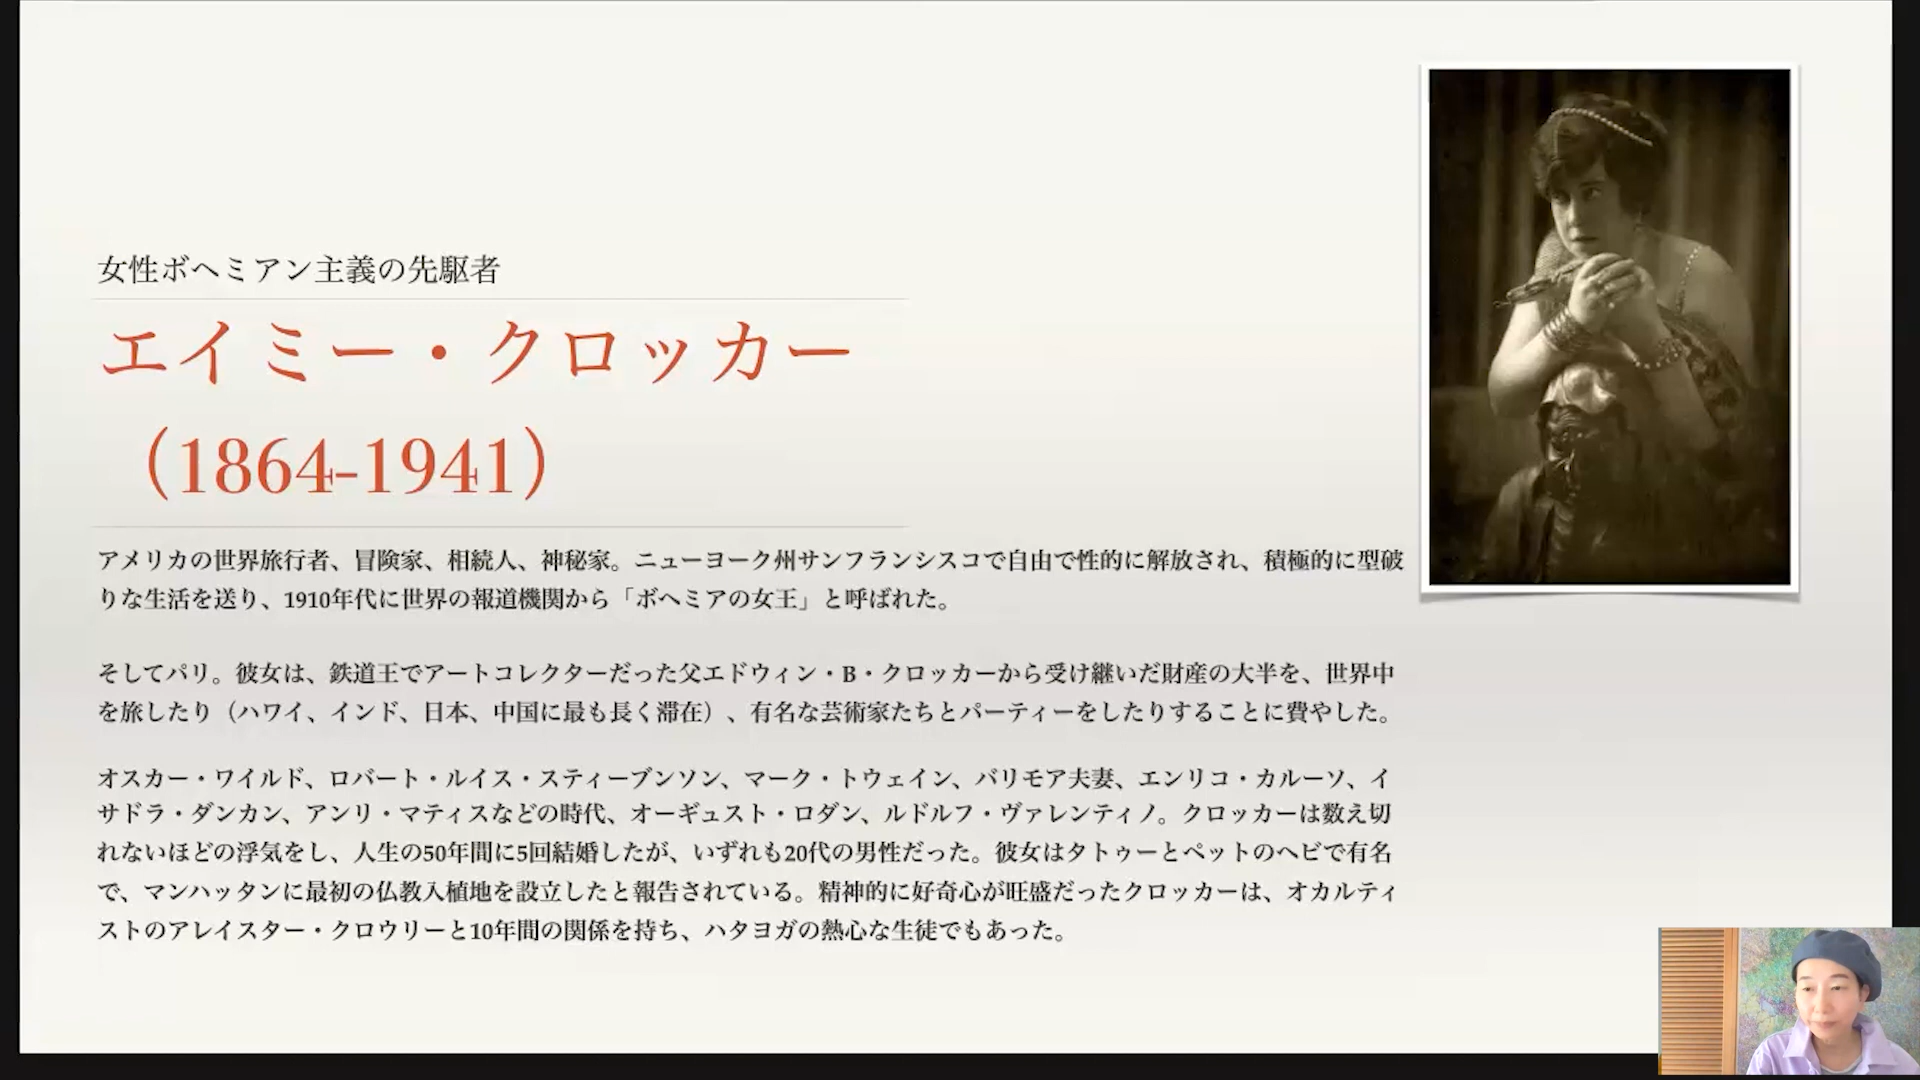 女性ボヘミアン主義の先駆者
エイミー・クロッカー
（1864-1941）
アメリカの世界旅行者、冒険家、相続人、神秘家。ニューヨーク州サンフランシスコで自由で性的に解放され、積極的に型破
りな生活を送り、1910年代に世界の報道機関から「ボヘミアの女王」と呼ばれた。
そしてパリ。彼女は、鉄道王でアートコレクターだった父エドウィン・B・クロッカーから受け継いだ財産の大半を、世界中
を旅したり（ハワイ、インド、日本、中国に最も長く滞在）、有名な芸術家たちとパーティーをしたりすることに費やした。
オスカー・ワイルド、ロバート・ルイス・スティーブンソン、マーク・トウェイン、バリモア夫妻、エンリコ・カルーソ、イ
サドラ・ダンカン、アンリ・マティスなどの時代、オーギュスト・ロダン、ルドルフ・ヴァレンティノ。クロッカーは数え切
れないほどの浮気をし、人生の50年間に5回結婚したが、いずれも20代の男性だった。彼女はタトゥーとペットのヘビで有名
で、マンハッタンに最初の仏教入植地を設立したと報告されている。精神的に好奇心が旺盛だったクロッカーは、オカルティ
ストのアレイスター・クロウリーと10年間の関係を持ち、ハタヨガの熱心な生徒でもあった。